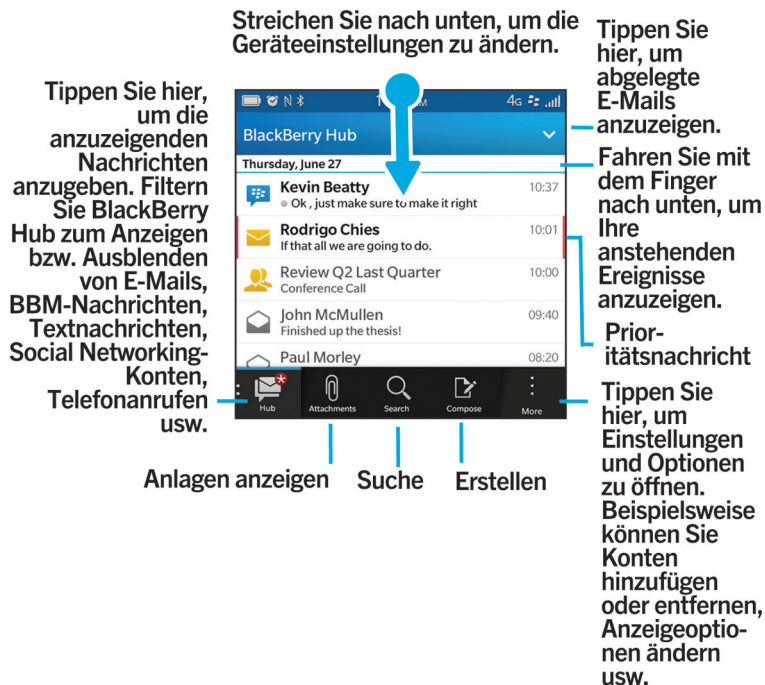 Streichen Sie nach unten, um die
Geräteeinstellungen zu ändern.
Tippen Sie
hier, um
abgelegte
E-Mails
anzuzeigen.
Tippen Sie hier,
um die
anzuzeigenden
Nachrichten
anzugeben. Filtern
Sie BlackBerry
Hub zum Anzeigen
bzw. Ausblenden
von E-Mails,
BBM-Nachrichten,
Textnachrichten,
Social Networking-
Konten,
Telefonanrufen
usw.
4G
BlackBerry Hub
Thursday, June 27
Kevin Beatty 10:37
Ok , just make sure to make it right
Rodrigo Chies 10:01
If that all we are going to do.
Review Q2 Last Quarter 10:00
Conference Call
John McMullen 09:40
Finished up the thesis!
Paul Morley 08:20
Hub Attachments Search Compose More
Fahren Sie mit
dem Finger
nach unten, um
Ihre
anstehenden
Ereignisse
anzuzeigen.
Prior-
itätsnachricht
Tippen Sie
hier, um
Einstellungen
und Optionen
zu öffnen.
Beispielsweise
können Sie
Konten
hinzufügen
oder entfernen,
Anzeigeoptio-
nen ändern
usw.
Anlagen anzeigen Suche Erstellen